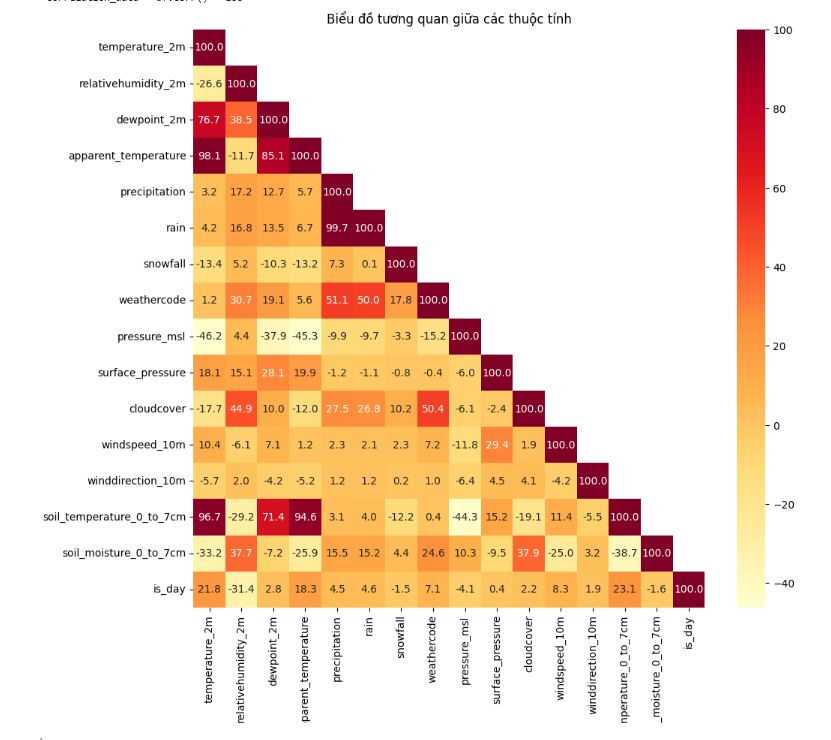 Biểu đồ tương quan giữa các thuộc tính
temperature_2m 100.0
relativehumidity_2m -26.6 100.0
dewpoint_2m 76.7 38.5 100.0
apparent_temperature 98.1 -11.7 85.1 100.0
precipitation 3.2 17.2 12.7 5.7 100.0
rain 4.2 16.8 13.5 6.7 99.7 100.0
snowfall -13.4 5.2 -10.3 -13.2 7.3 0.1 100.0
weathercode 1.2 30.7 19.1 5.6 51.1 50.0 17.8 100.0
pressure_msl -46.2 4.4 -37.9 -45.3 -9.9 -9.7 -3.3 -15.2 100.0
surface_pressure 18.1 15.1 28.1 19.9 -1.2 -1.1 -0.8 -0.4 -6.0 100.0
cloudcover -17.7 44.9 10.0 -12.0 27.5 26.8 10.2 50.4 -6.1 -2.4 100.0
windspeed_10m 10.4 -6.1 7.1 1.2 2.3 2.1 2.3 7.2 -11.8 29.4 1.9 100.0
winddirection_10m -5.7 2.0 -4.2 -5.2 1.2 1.2 0.2 1.0 -6.4 4.5 4.1 -4.2 100.0
soil_temperature_0_to_7cm 96.7 -29.2 71.4 94.6 3.1 4.0 -12.2 0.4 -44.3 15.2 -19.1 11.4 -5.5 100.0
soil_moisture_0_to_7cm -33.2 37.7 -7.2 -25.9 15.5 15.2 4.4 24.6 10.3 -9.5 37.9 -25.0 3.2 -38.7 100.0
is_day 21.8 -31.4 2.8 18.3 4.5 4.6 -1.5 7.1 -4.1 0.4 2.2 8.3 1.9 23.1 -1.6 100.0
temperature_2m
relativehumidity_2m
dewpoint_2m
parent_temperature
precipitation
rain
snowfall
weathercode
pressure_msl
surface_pressure
cloudcover
windspeed_10m
winddirection_10m
nperature_0_to_7cm
_moisture_0_to_7cm
is_day
100
80
60
40
20
0
−20
−40